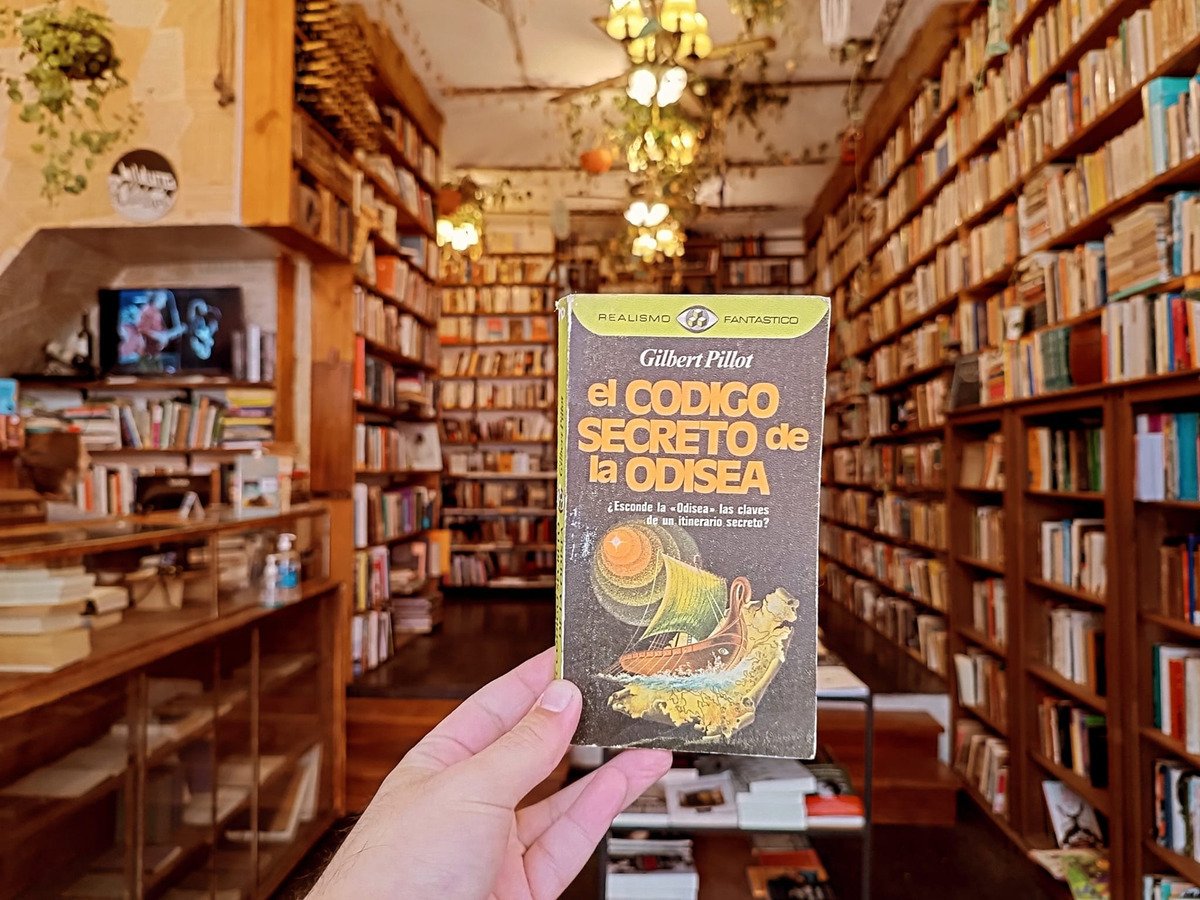 REALISMO FANTASTICO
Gilbert Pillot
el CODIGO
SECRETO de
la ODISEA
¿Esconde la «Odisea» las claves
de un itinerario secreto?